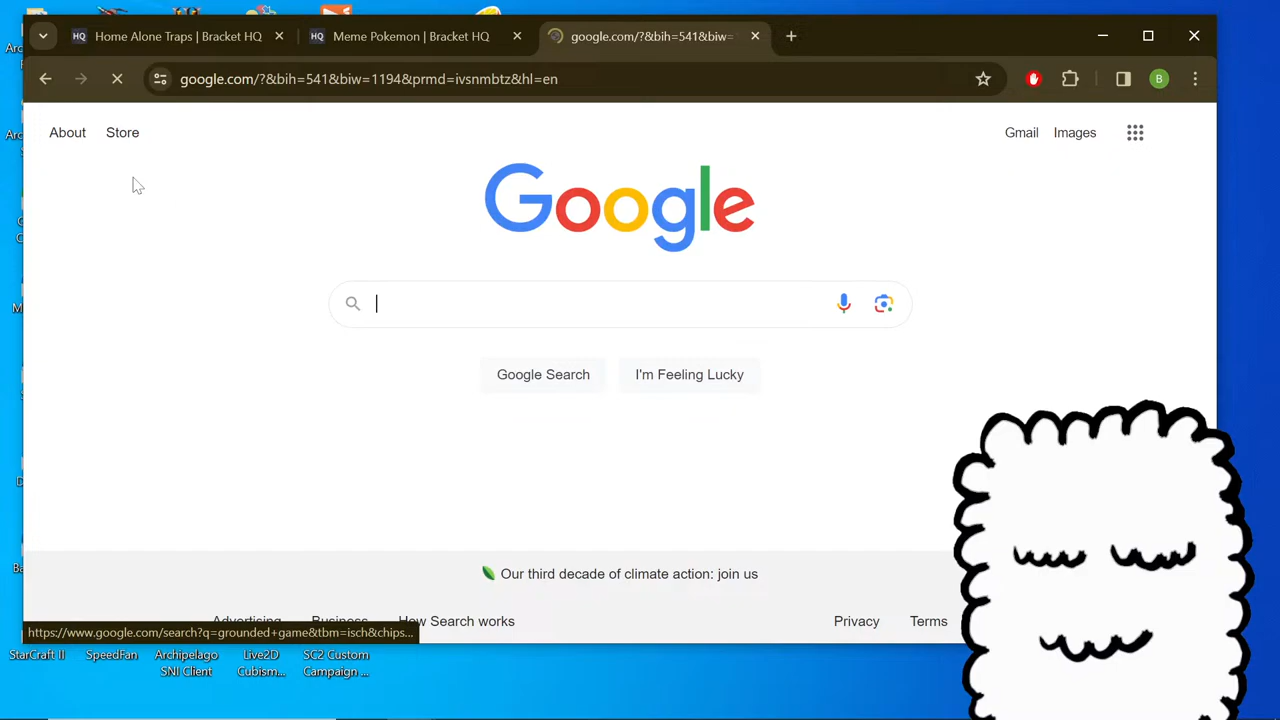 Home Alone Traps | Bracket HQ
Meme Pokemon | Bracket HQ
google.com/?&bih=541&biw=
google.com/?&bih=541&biw=1194&prmd=ivsnmbtz&hl=en
B
About
Store
Gmail
Images
Google
Google Search
I'm Feeling Lucky
Our third decade of climate action: join us
Advertising
Business
How Search works
Privacy
Terms
https://www.google.com/search?q=grounded+game&tbm=isch&chips...
StarCraft II
SpeedFan
Archipelago
SNI Client
Live2D
Cubism...
SC2 Custom
Campaign ...